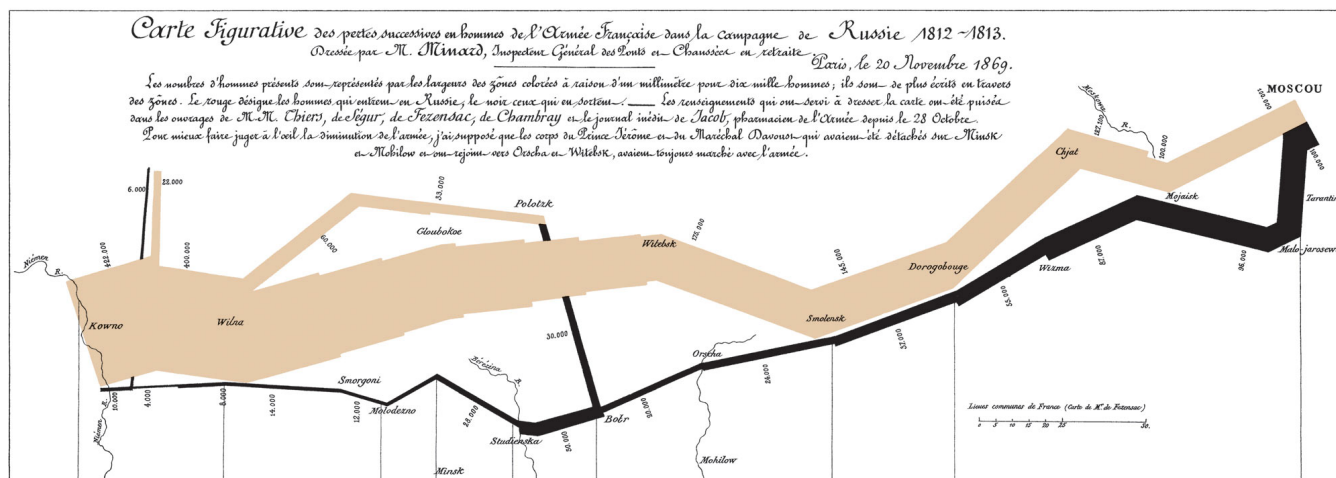 Carte Figurative des pertes successives en hommes de l'Armée Française dans la campagne de Russie 1812~1813.
Dressée par M. Minard, Inspecteur Général des Ponts et Chaussées en retraite.
Paris, le 20 Novembre 1869.
Les nombres d'hommes présents sont représentés par les largeurs des zônes colorées à raison d'un millimètre pour dix mille hommes; ils sont de plus écrits en travers
des zônes. Le rouge désigne les hommes qui entrent en Russie, le noir ceux qui en sortent. ___ Les renseignements qui ont servi à dresser la carte ont été puisés
dans les ouvrages de M. M. Thiers, de Ségur, de Fezensac, de Chambray et le journal inédit de Jacob, pharmacien de l'Armée depuis le 28 Octobre.
Pour mieux faire juger à l'œil la diminution de l'armée, j'ai supposé que les corps du Prince Jérôme et du Maréchal Davoust qui avaient été détachés sur Minsk
et Mohilow et ont rejoint vers Orscha et Witebsk, avaient toujours marché avec l'armée.
MOSCOU
100.000
Moskowa R.
127.100
100.000
Chjat
Mojaisk
100.000
Tarantino
Malo-jarosewli
6.000
22.000
33.000
Polotzk
Gloubokoe
60.000
Witebsk
175.000
145.000
Dorogobouge
Wizma
87.000
96.000
55.000
Niémen R.
422.000
400.000
Kowno
Wilna
30.000
Smolensk
37.000
Orscha
24.000
Bérézina R.
Smorgoni
Molodezno
10.000
4.000
8.000
14.000
12.000
28.000
Studienska
50.000
Bobr
20.000
Niémen R.
Minsk
Mohilow
Lieues communes de France (Carte de M. de Fezensac)
0 5 10 15 20 25 50.